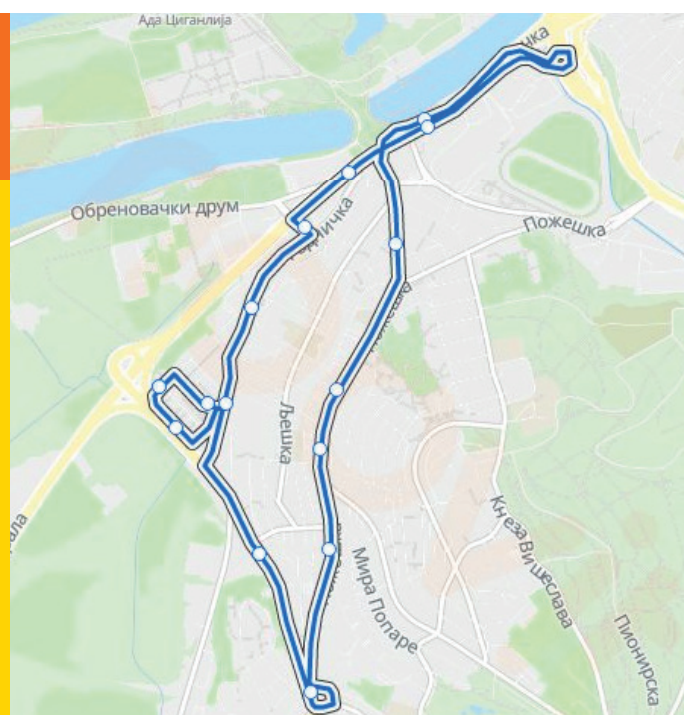 Ада Циганлија
Обреновачки друм
Пожешка
Љешка
Кнеза Вишеслава
Мира Попаре
Пионирска